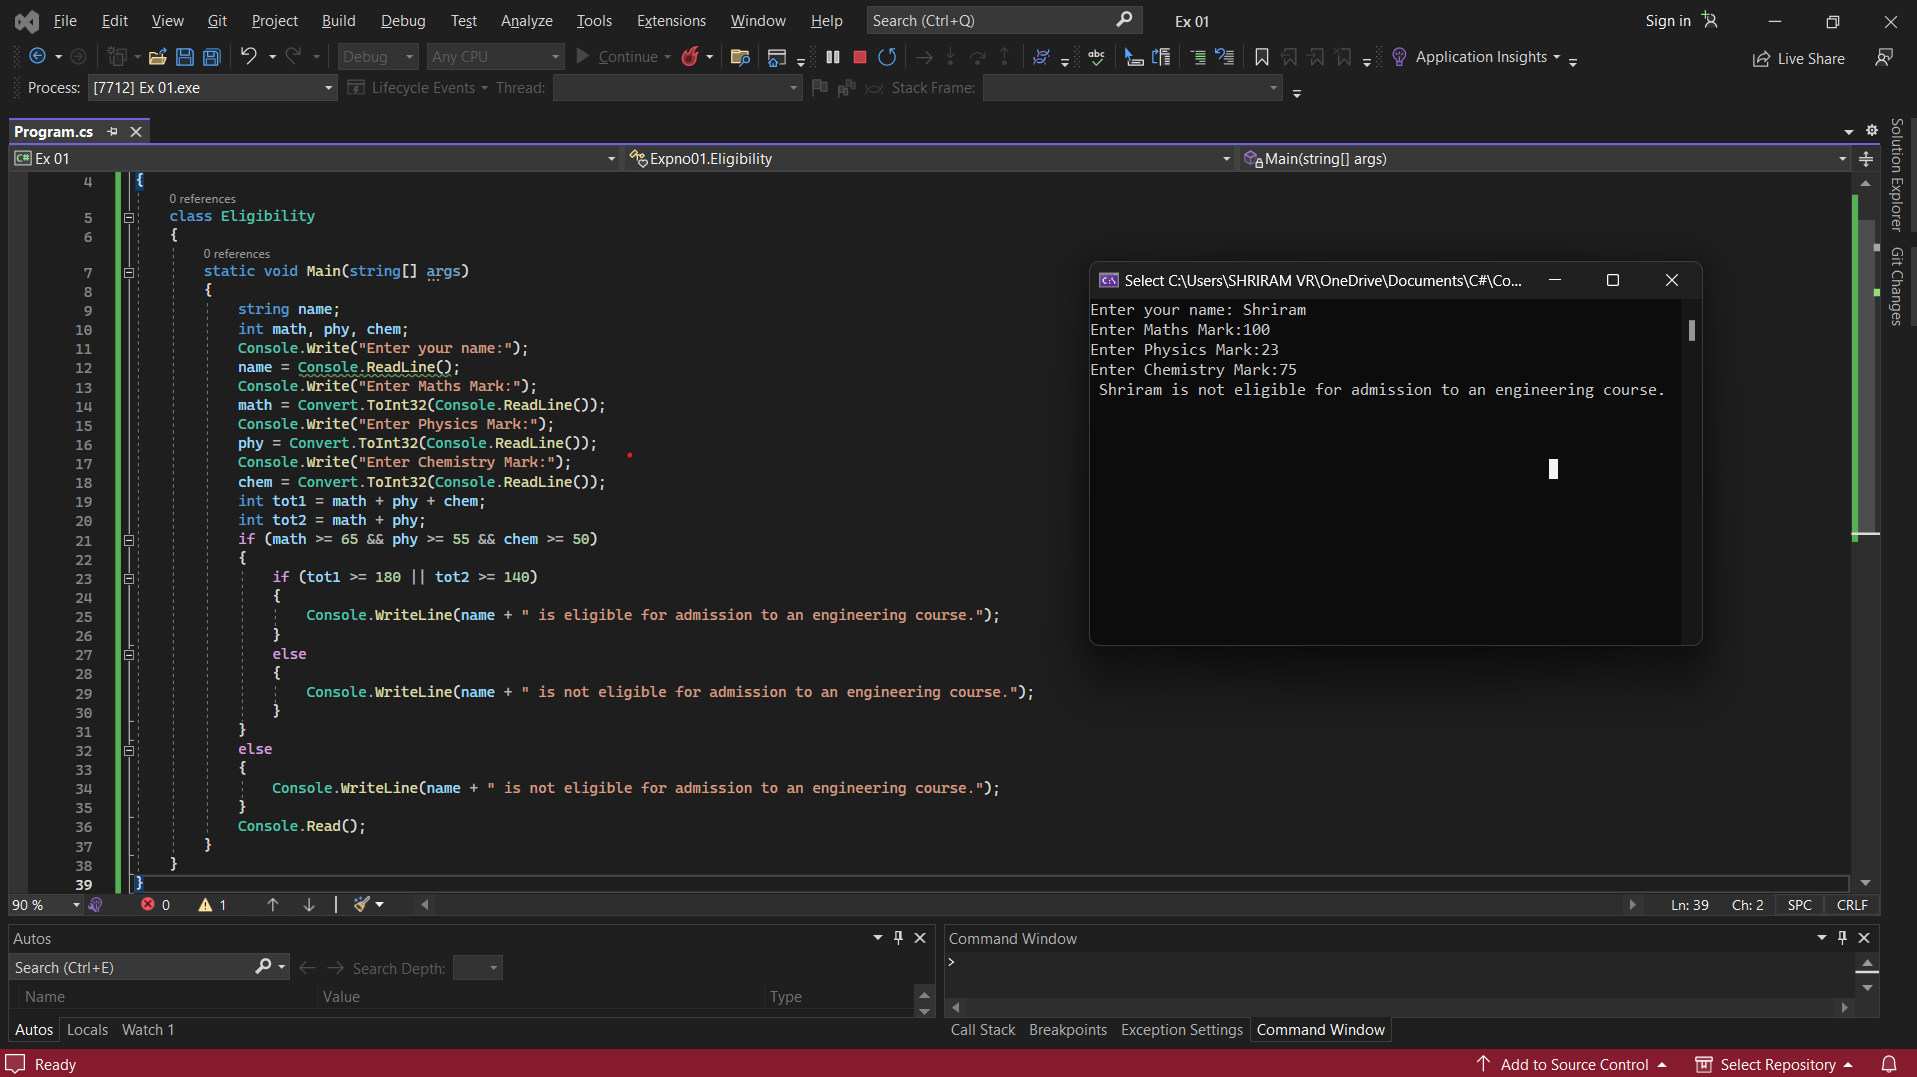 File Edit View Git Project Build Debug Test Analyze Tools Extensions Window Help Search (Ctrl+Q) Ex 01 Sign in
Debug Any CPU Continue Application Insights Live Share
Process: [7712] Ex 01.exe Lifecycle Events Thread: Stack Frame:
Program.cs
C# Ex 01 Expno01.Eligibility Main(string[] args)
4 {
0 references
5 class Eligibility
6 {
0 references
7 static void Main(string[] args)
8 {
9 string name;
10 int math, phy, chem;
11 Console.Write("Enter your name:");
12 name = Console.ReadLine();
13 Console.Write("Enter Maths Mark:");
14 math = Convert.ToInt32(Console.ReadLine());
15 Console.Write("Enter Physics Mark:");
16 phy = Convert.ToInt32(Console.ReadLine());
17 Console.Write("Enter Chemistry Mark:");
18 chem = Convert.ToInt32(Console.ReadLine());
19 int tot1 = math + phy + chem;
20 int tot2 = math + phy;
21 if (math >= 65 && phy >= 55 && chem >= 50)
22 {
23 if (tot1 >= 180 || tot2 >= 140)
24 {
25 Console.WriteLine(name + " is eligible for admission to an engineering course.");
26 }
27 else
28 {
29 Console.WriteLine(name + " is not eligible for admission to an engineering course.");
30 }
31 }
32 else
33 {
34 Console.WriteLine(name + " is not eligible for admission to an engineering course.");
35 }
36 Console.Read();
37 }
38 }
39 }
Select C:\Users\SHRIRAM VR\OneDrive\Documents\C#\Co...
Enter your name: Shriram
Enter Maths Mark:100
Enter Physics Mark:23
Enter Chemistry Mark:75
Shriram is not eligible for admission to an engineering course.
Solution Explorer
Git Changes
90 % 0 1 Ln: 39 Ch: 2 SPC CRLF
Autos
Search (Ctrl+E) Search Depth:
Name Value Type
Autos Locals Watch 1
Command Window
>
Call Stack Breakpoints Exception Settings Command Window
Ready Add to Source Control Select Repository